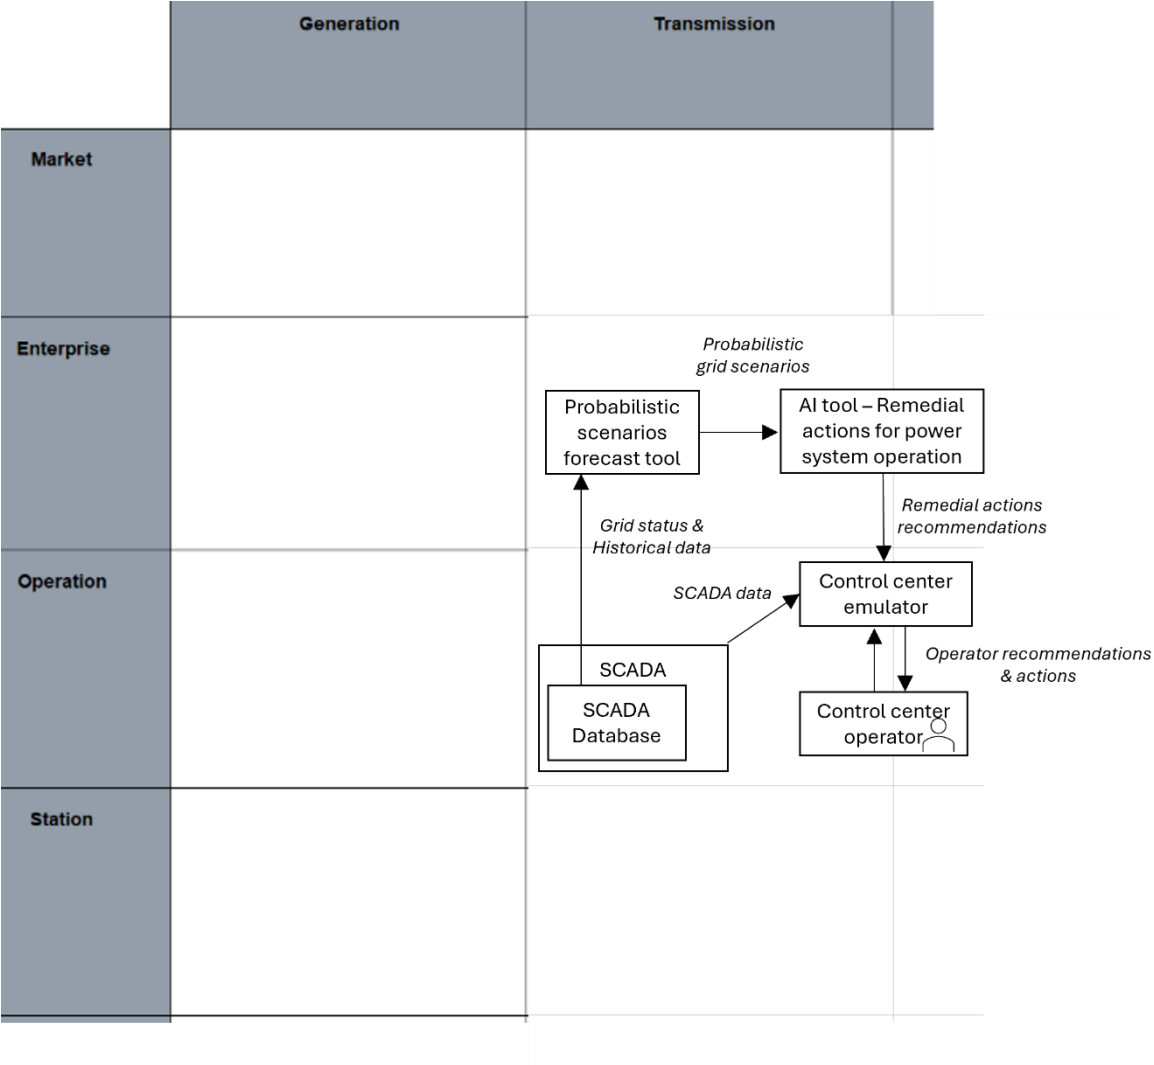 Generation
Transmission
Market
Enterprise
Probabilistic
grid scenarios
Probabilistic
scenarios
forecast tool
AI tool – Remedial
actions for power
system operation
Grid status &
Historical data
Remedial actions
recommendations
Operation
SCADA data
Control center
emulator
SCADA
SCADA
Database
Operator recommendations
& actions
Control center
operator
Station